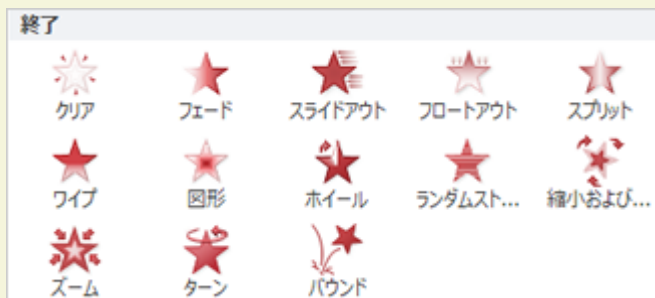 終了
クリア フェード スライドアウト フロートアウト スプリット
ワイプ 図形 ホイール ランダムスト... 縮小および...
ズーム ターン バウンド